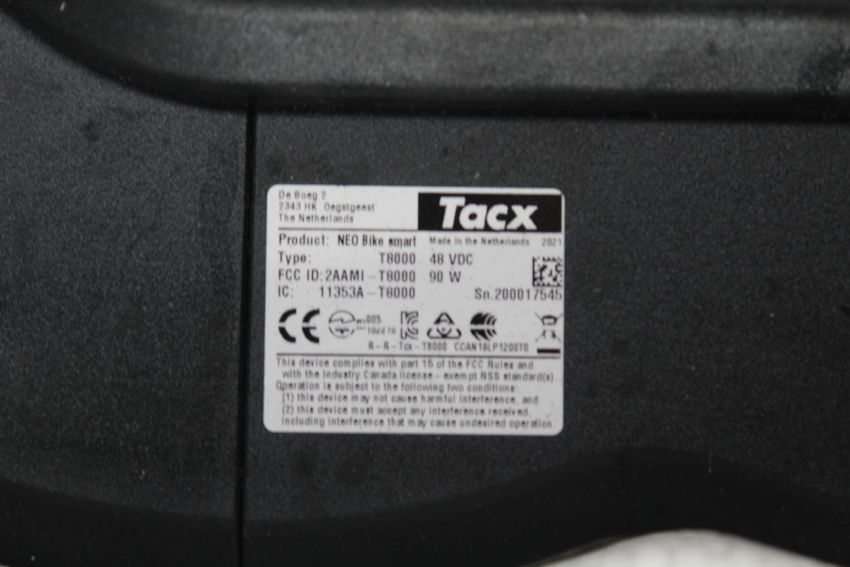 De Boeg 2
2343 HK Oegstgeest
The Netherlands
Tacx
Product: NEO Bike smart Made in the Netherlands 2021
Type: T8000 48 VDC
FCC ID: 2AAMI-T8000 90 W
IC: 11353A-T8000 Sn.200017545
CE
005
R-R-Tcx-T8000 CCAN18LP1200T0
This device complies with part 15 of the FCC Rules and
with the Industry Canada license-exempt RSS standard(s)
Operation is subject to the following two conditions:
(1) this device may not cause harmful interference, and
(2) this device must accept any interference received,
including interference that may cause undesired operation